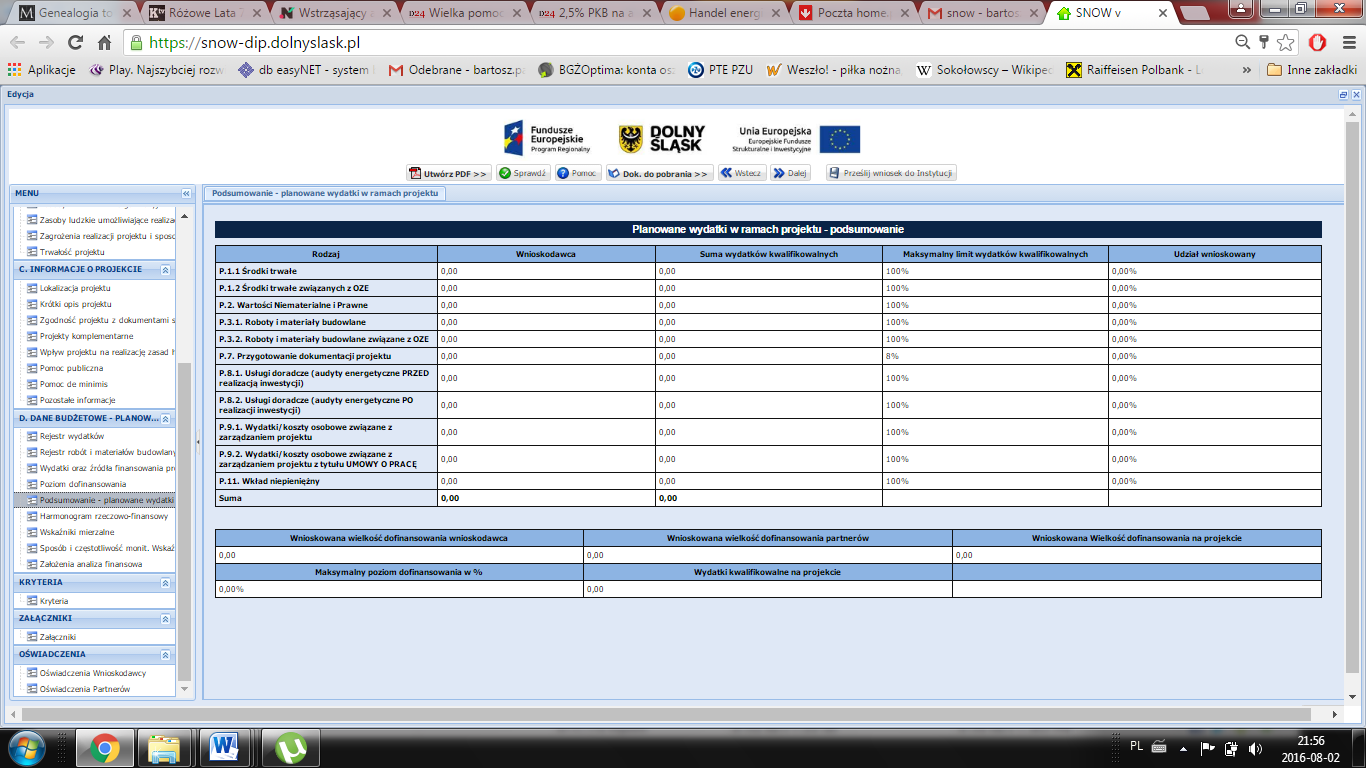 Genealogia to
Różowe Lata 7
Wstrząsający a
D24 Wielka pomoc
D24 2,5% PKB na a
Handel energ
Poczta home.
snow - bartos
SNOW v
https://snow-dip.dolnyslask.pl
Aplikacje
Play. Najszybciej rozw
db easyNET - system
Odebrane - bartosz.p
BGŻOptima: konta os
PTE PZU
Weszło! - piłka nożna
Sokołowscy – Wikipe
Raiffeisen Polbank - L
»
Inne zakładki
Edycja
Fundusze
Europejskie
Program Regionalny
DOLNY
ŚLĄSK
Unia Europejska
Europejskie Fundusze
Strukturalne i Inwestycyjne
Utwórz PDF >>
Sprawdź
Pomoc
Dok. do pobrania >>
Wstecz
Dalej
Prześlij wniosek do Instytucji
MENU
Zasoby ludzkie umożliwiające realiza
Zagrożenia realizacji projektu i sposo
Trwałość projektu
C. INFORMACJE O PROJEKCIE
Lokalizacja projektu
Krótki opis projektu
Zgodność projektu z dokumentami s
Projekty komplementarne
Wpływ projektu na realizację zasad h
Pomoc publiczna
Pomoc de minimis
Pozostałe informacje
D. DANE BUDŻETOWE - PLANOW...
Rejestr wydatków
Rejestr robót i materiałów budowlany
Wydatki oraz źródła finansowania pr
Poziom dofinansowania
Podsumowanie - planowane wydatki
Harmonogram rzeczowo-finansowy
Wskaźniki mierzalne
Sposób i częstotliwość monit. Wskaź
Założenia analiza finansowa
KRYTERIA
Kryteria
ZAŁĄCZNIKI
Załączniki
OŚWIADCZENIA
Oświadczenia Wnioskodawcy
Oświadczenia Partnerów
Podsumowanie - planowane wydatki w ramach projektu
Planowane wydatki w ramach projektu - podsumowanie
Rodzaj Wnioskodawca Suma wydatków kwalifikowalnych Maksymalny limit wydatków kwalifikowalnych Udział wnioskowany
P.1.1 Środki trwałe 0,00 0,00 100% 0,00%
P.1.2 Środki trwałe związanych z OZE 0,00 0,00 100% 0,00%
P.2. Wartości Niematerialne i Prawne 0,00 0,00 100% 0,00%
P.3.1. Roboty i materiały budowlane 0,00 0,00 100% 0,00%
P.3.2. Roboty i materiały budowlane związane z OZE 0,00 0,00 100% 0,00%
P.7. Przygotowanie dokumentacji projektu 0,00 0,00 8% 0,00%
P.8.1. Usługi doradcze (audyty energetyczne PRZED
realizacją inwestycji) 0,00 0,00 100% 0,00%
P.8.2. Usługi doradcze (audyty energetyczne PO
realizacji inwestycji) 0,00 0,00 100% 0,00%
P.9.1. Wydatki/koszty osobowe związane z
zarządzaniem projektu 0,00 0,00 100% 0,00%
P.9.2. Wydatki/koszty osobowe związane z
zarządzaniem projektu z tytułu UMOWY O PRACĘ 0,00 0,00 100% 0,00%
P.11. Wkład niepieniężny 0,00 0,00 100% 0,00%
Suma 0,00 0,00
Wnioskowana wielkość dofinansowania wnioskodawca Wnioskowana wielkość dofinansowania partnerów Wnioskowana Wielkość dofinansowania na projekcie
0,00 0,00 0,00
Maksymalny poziom dofinansowania w % Wydatki kwalifikowalne na projekcie
0,00% 0,00
PL
21:56
2016-08-02